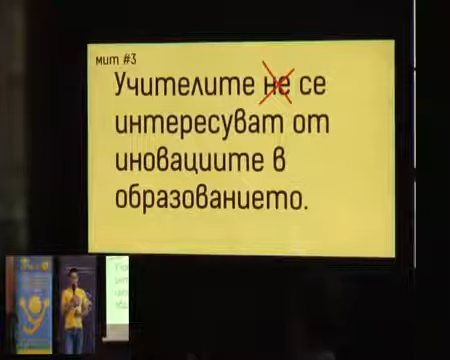 мит #3
Учителите не се
интересуват от
иновациите в
образованието.